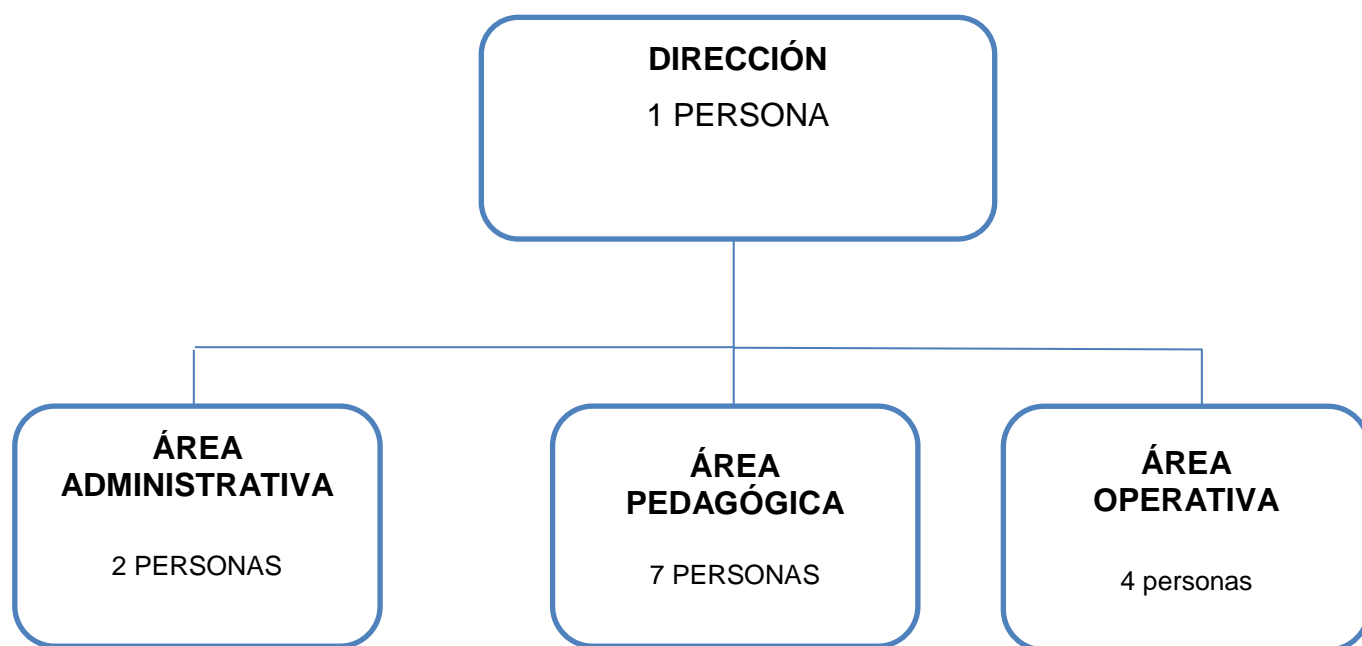 DIRECCIÓN
1 PERSONA
ÁREA
ADMINISTRATIVA
2 PERSONAS
ÁREA
PEDAGÓGICA
7 PERSONAS
ÁREA
OPERATIVA
4 personas